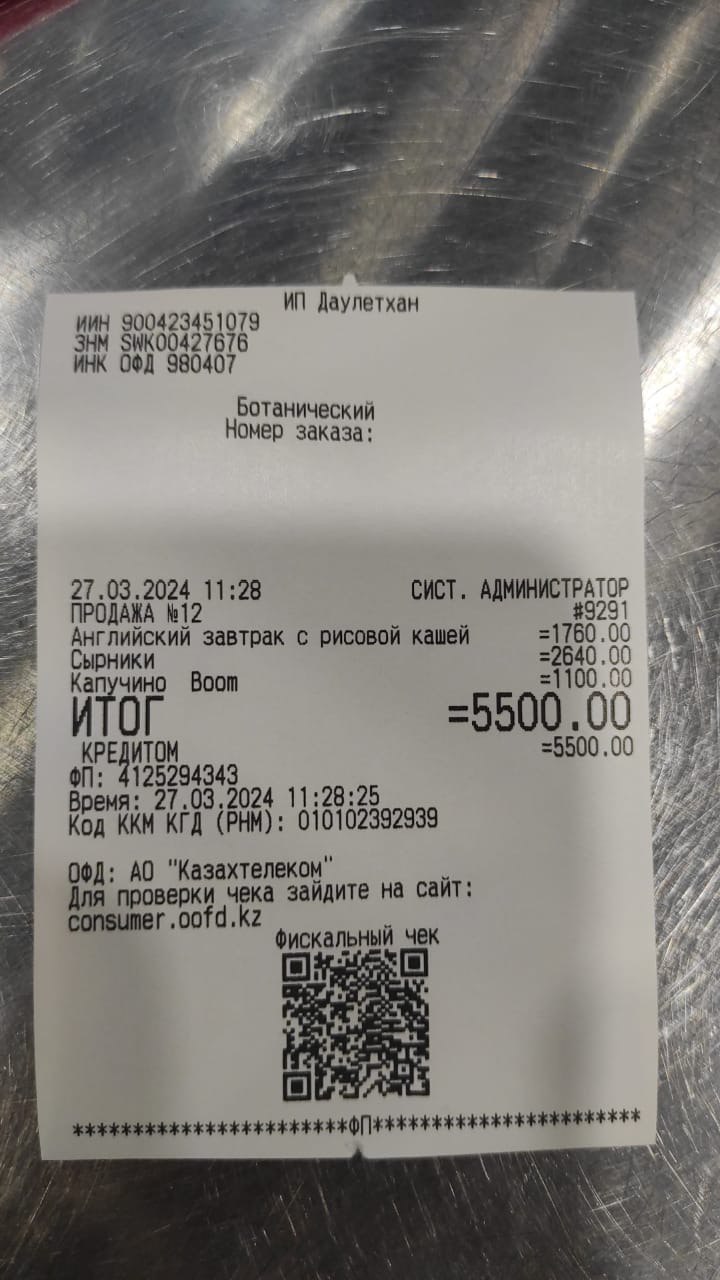 ИП Даулетхан
ИИН 900423451079
ЗНМ SWK00427676
ИНК ОФД 980407
Ботанический
Номер заказа:
27.03.2024 11:28 СИСТ. АДМИНИСТРАТОР
ПРОДАЖА №12 #9291
Английский завтрак с рисовой кашей =1760.00
Сырники =2640.00
Капучино Boom =1100.00
ИТОГ =5500.00
КРЕДИТОМ =5500.00
ФП: 4125294343
Время: 27.03.2024 11:28:25
Код ККМ КГД (РНМ): 010102392939
ОФД: АО "Казахтелеком"
Для проверки чека зайдите на сайт:
consumer.oofd.kz
Фискальный чек
***********************ФП***********************